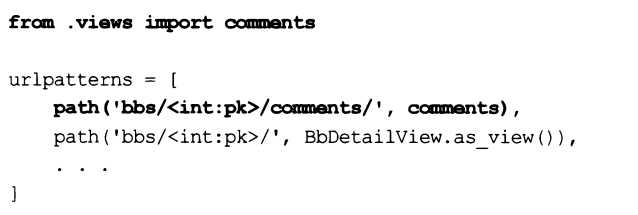 from .views import comments
urlpatterns = [
path('bbs/<int:pk>/comments/', comments),
path('bbs/<int:pk>/', BbDetailView.as_view()),
. . .
]